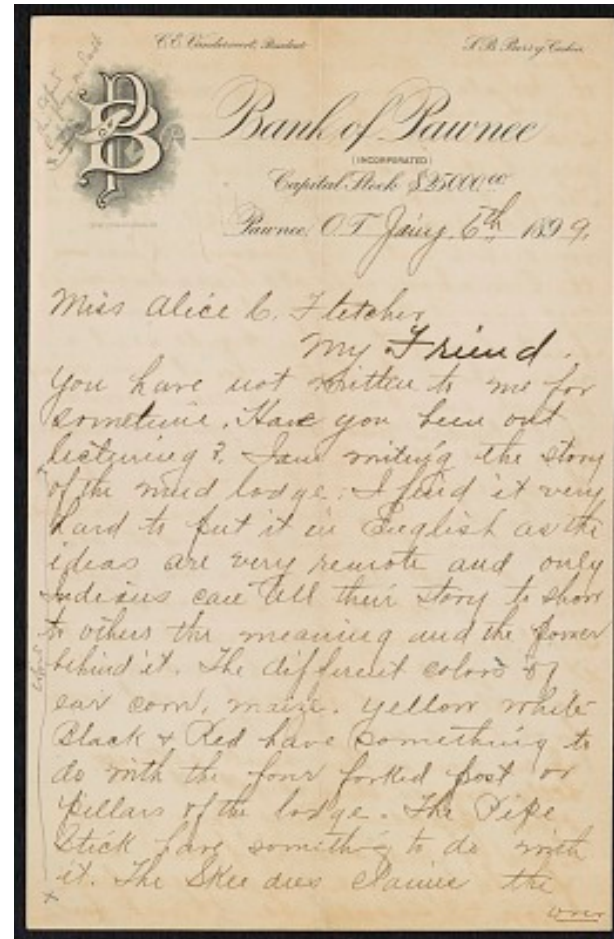 C.E. Vandervoort, President
S.B. Berry, Cashier
Bank of Pawnee
(INCORPORATED)
Capital Stock $25000.00
Pawnee, O.T. Jany. 6th 1899.
Miss Alice C. Fletcher
My Friend.
You have not written to me for
sometime. Have you been out
lecturing? I am writing the story
of the mud lodge. I find it very
hard to put it in English as the
ideas are very remote and only
Indians can tell their story to show
to others the meaning and the power
behind it. The different colors of
ear corn, maize. yellow white
Black & Red have something to
do with the four forked post or
Pillars of the lodge. The Pipe
Stick have something to do with
it. The Skeedees claim the
over